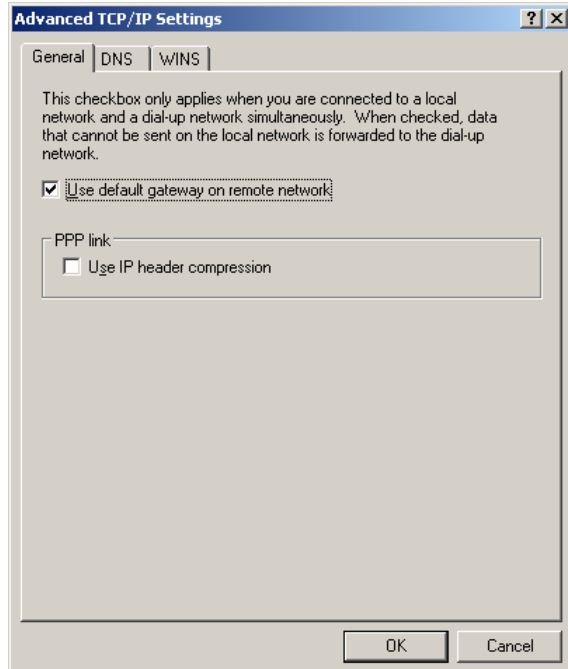 Advanced TCP/IP Settings
General DNS WINS
This checkbox only applies when you are connected to a local
network and a dial-up network simultaneously. When checked, data
that cannot be sent on the local network is forwarded to the dial-up
network.
Use default gateway on remote network
PPP link
Use IP header compression
OK Cancel